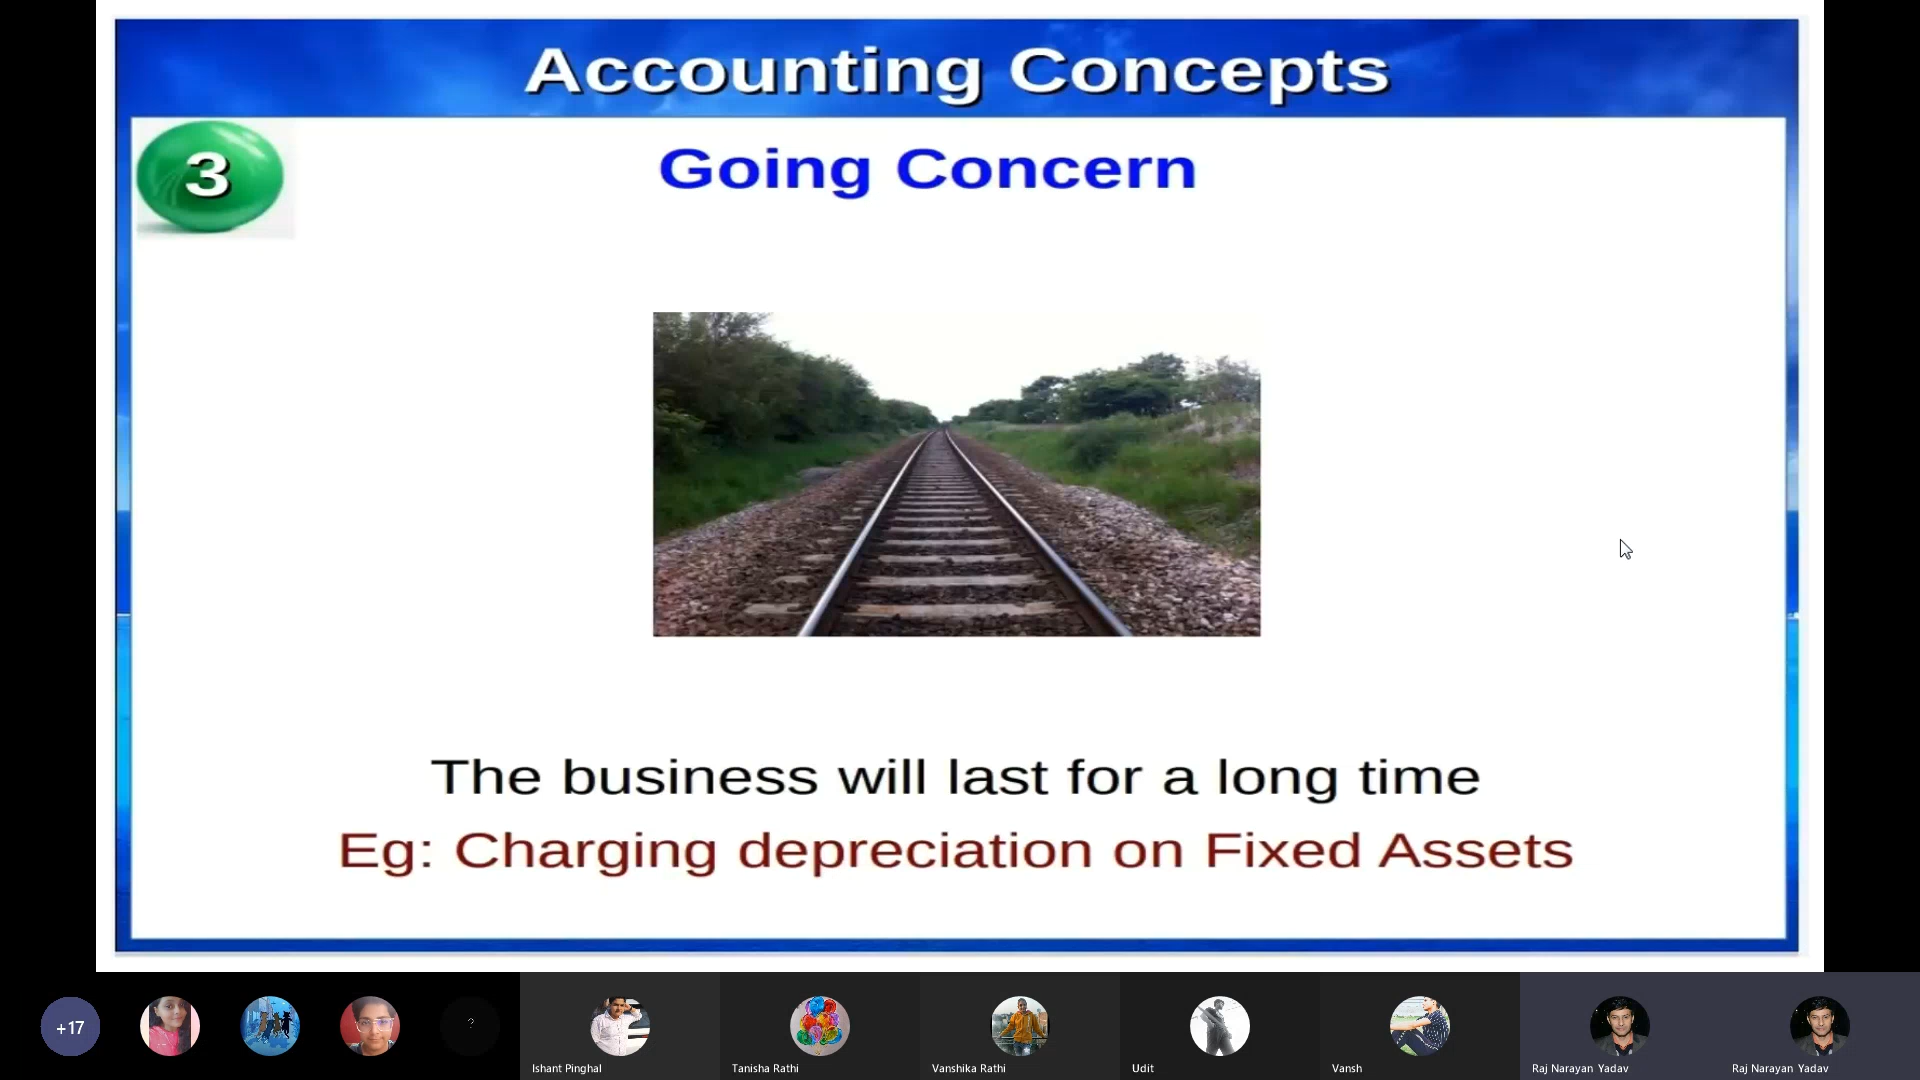 Accounting Concepts
3
Going Concern
The business will last for a long time
Eg: Charging depreciation on Fixed Assets
+17
?
Ishant Pinghal
Tanisha Rathi
Vanshika Rathi
Udit
Vansh
Raj Narayan Yadav
Raj Narayan Yadav